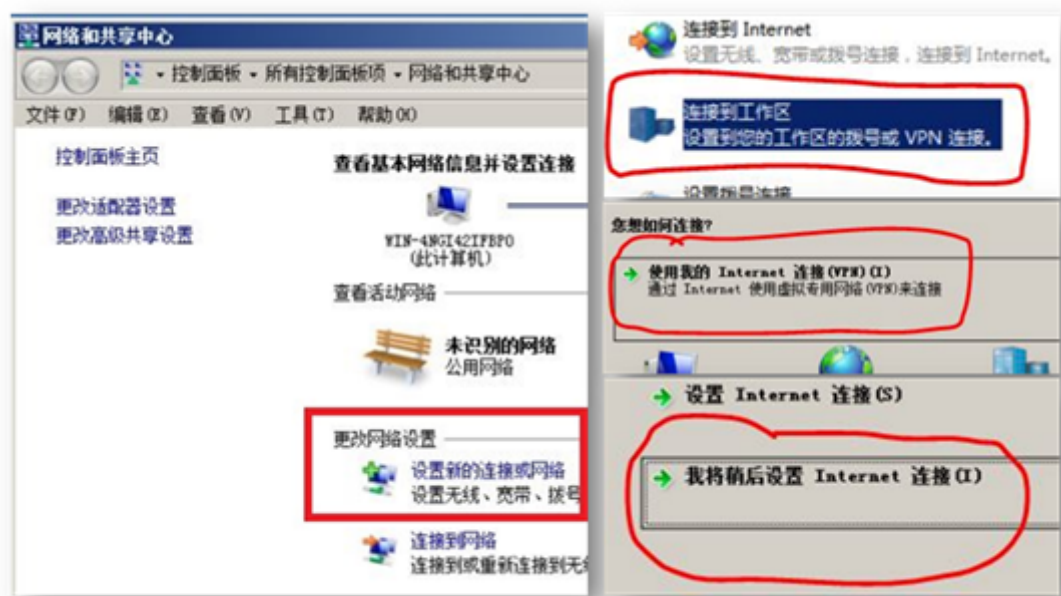 网络和共享中心
控制面板 所有控制面板项 网络和共享中心
文件(F) 编辑(E) 查看(V) 工具(T) 帮助(H)
控制面板主页
更改适配器设置
更改高级共享设置
查看基本网络信息并设置连接
WIN-4NGI42IFBPO
(此计算机)
查看活动网络
未识别的网络
公用网络
更改网络设置
设置新的连接或网络
设置无线、宽带、拨号
连接到网络
连接到或重新连接到无
连接到 Internet
设置无线、宽带或拨号连接，连接到 Internet。
连接到工作区
设置到您的工作区的拨号或 VPN 连接。
设置拨号连接
您想如何连接?
使用我的 Internet 连接(VPN)(I)
通过 Internet 使用虚拟专用网络(VPN)来连接
设置 Internet 连接(S)
我将稍后设置 Internet 连接(I)